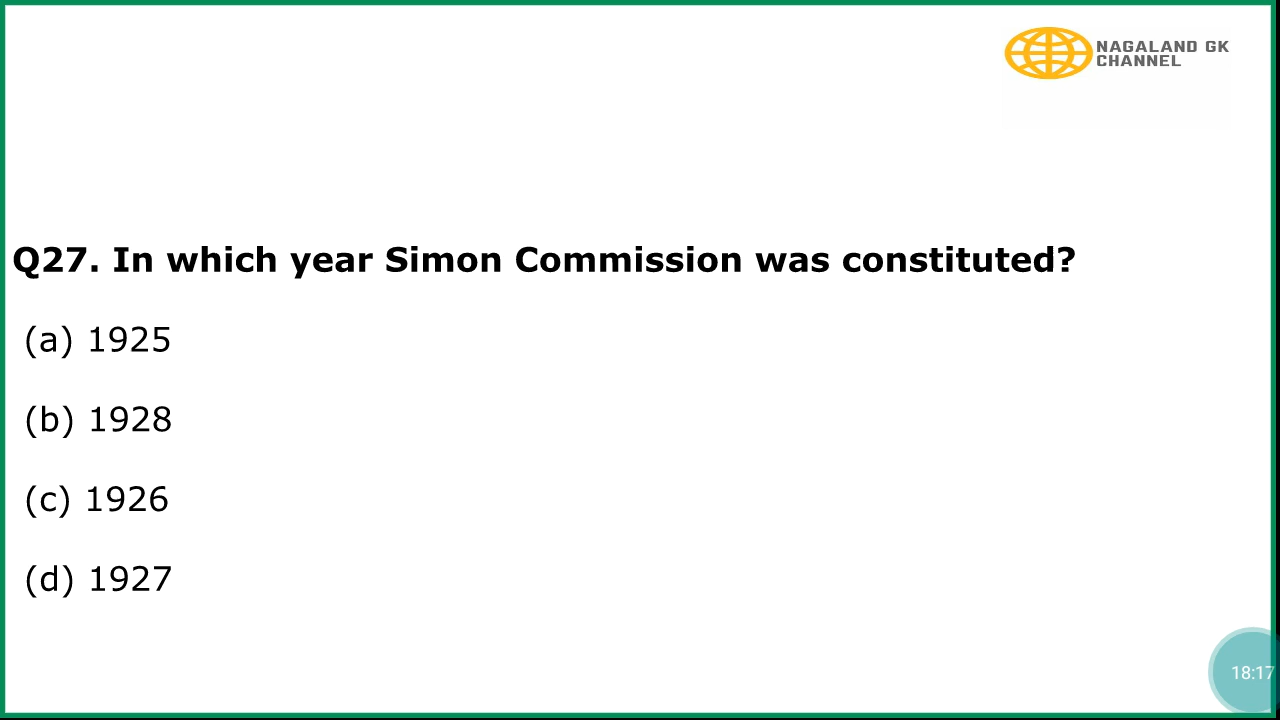 NAGALAND GK
CHANNEL
Q27. In which year Simon Commission was constituted?
(a) 1925
(b) 1928
(c) 1926
(d) 1927
18:17